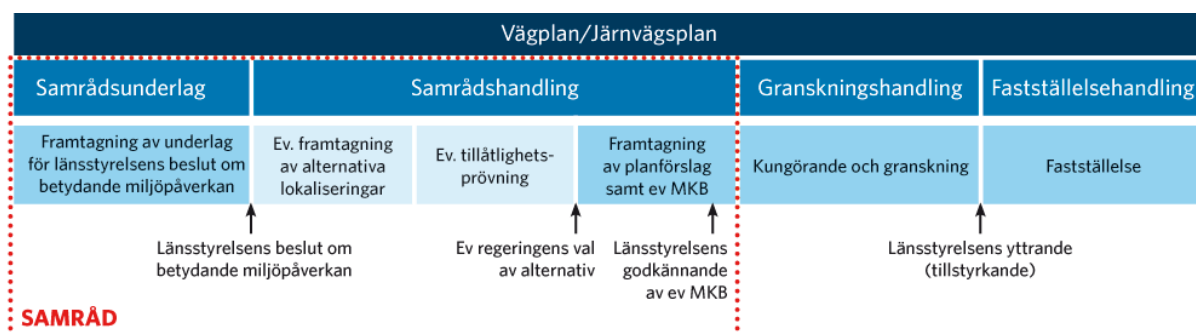 Vägplan/Järnvägsplan
Samrådsunderlag
Samrådshandling
Granskningshandling
Fastställelsehandling
Framtagning av underlag
för länsstyrelsens beslut om
betydande miljöpåverkan
Ev. framtagning
av alternativa
lokaliseringar
Ev. tillåtlighets-
prövning
Framtagning
av planförslag
samt ev MKB
Kungörande och granskning
Fastställelse
Länsstyrelsens beslut om
betydande miljöpåverkan
Ev regeringens val
av alternativ
Länsstyrelsens
godkännande
av ev MKB
Länsstyrelsens yttrande
(tillstyrkande)
SAMRÅD